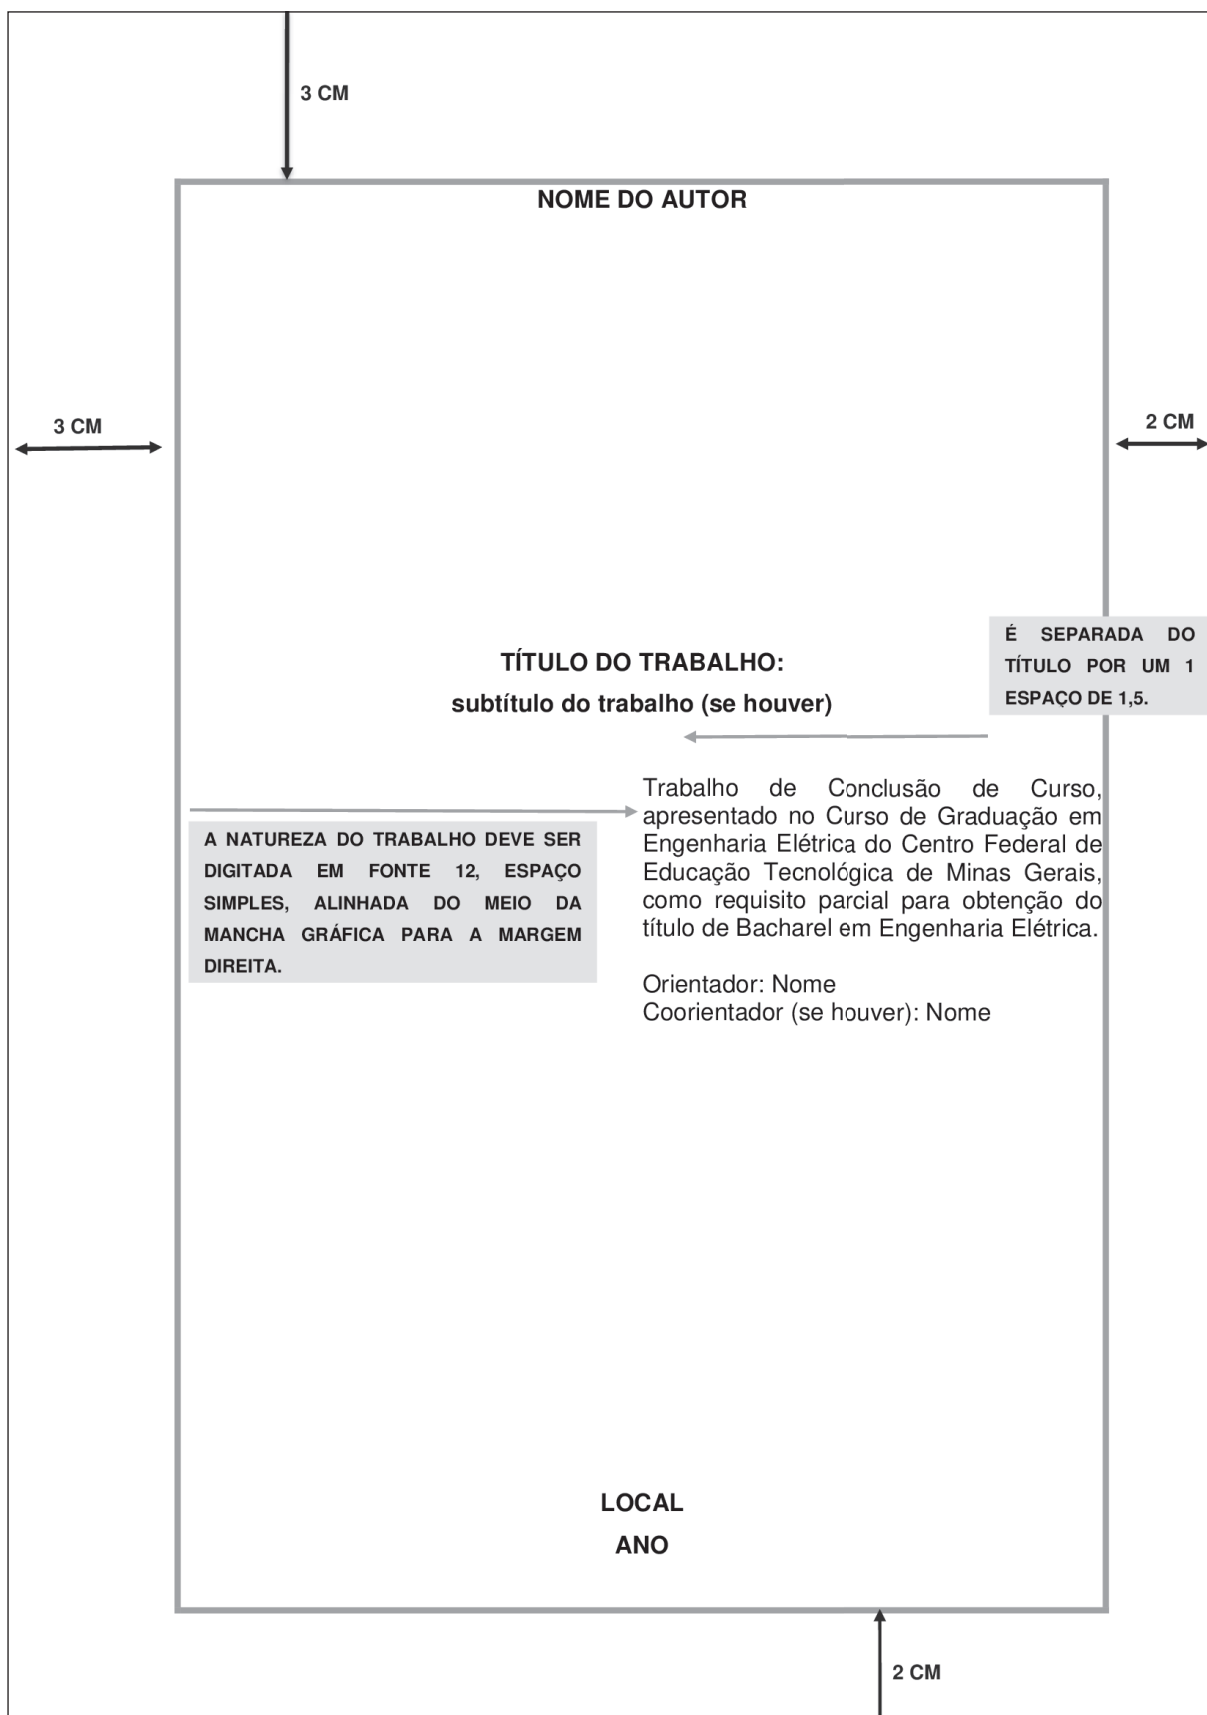 3 CM
NOME DO AUTOR
3 CM
2 CM
É SEPARADA DO
TÍTULO POR UM 1
ESPAÇO DE 1,5.
TÍTULO DO TRABALHO:
subtítulo do trabalho (se houver)
Trabalho de Conclusão de Curso,
apresentado no Curso de Graduação em
Engenharia Elétrica do Centro Federal de
Educação Tecnológica de Minas Gerais,
como requisito parcial para obtenção do
título de Bacharel em Engenharia Elétrica.
A NATUREZA DO TRABALHO DEVE SER
DIGITADA EM FONTE 12, ESPAÇO
SIMPLES, ALINHADA DO MEIO DA
MANCHA GRÁFICA PARA A MARGEM
DIREITA.
Orientador: Nome
Coorientador (se houver): Nome
LOCAL
ANO
2 CM